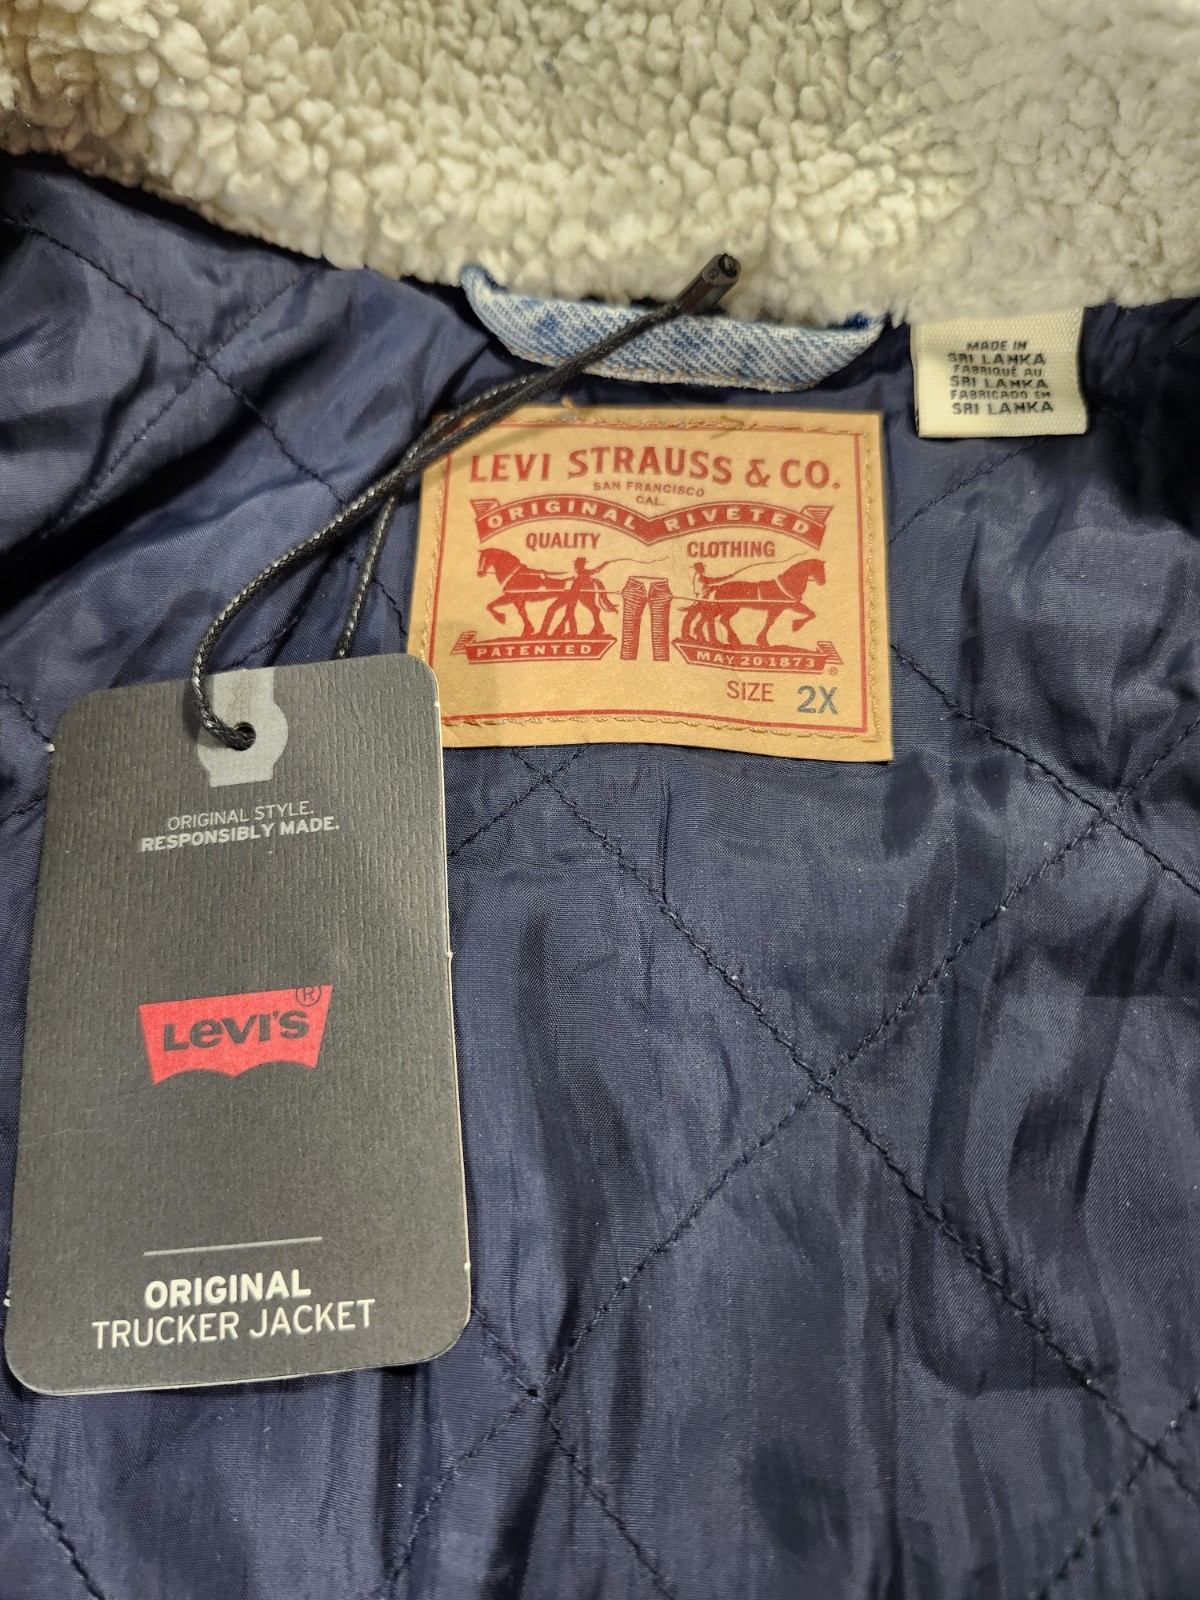 MADE IN
SRI LANKA
FABRIQUÉ AU
SRI LANKA
FABRICADO EM
SRI LANKA
LEVI STRAUSS & CO.
SAN FRANCISCO
CAL.
ORIGINAL RIVETED
QUALITY CLOTHING
PATENTED MAY 20 1873 ®
SIZE 2X
ORIGINAL STYLE.
RESPONSIBLY MADE.
LEVI'S ®
ORIGINAL
TRUCKER JACKET